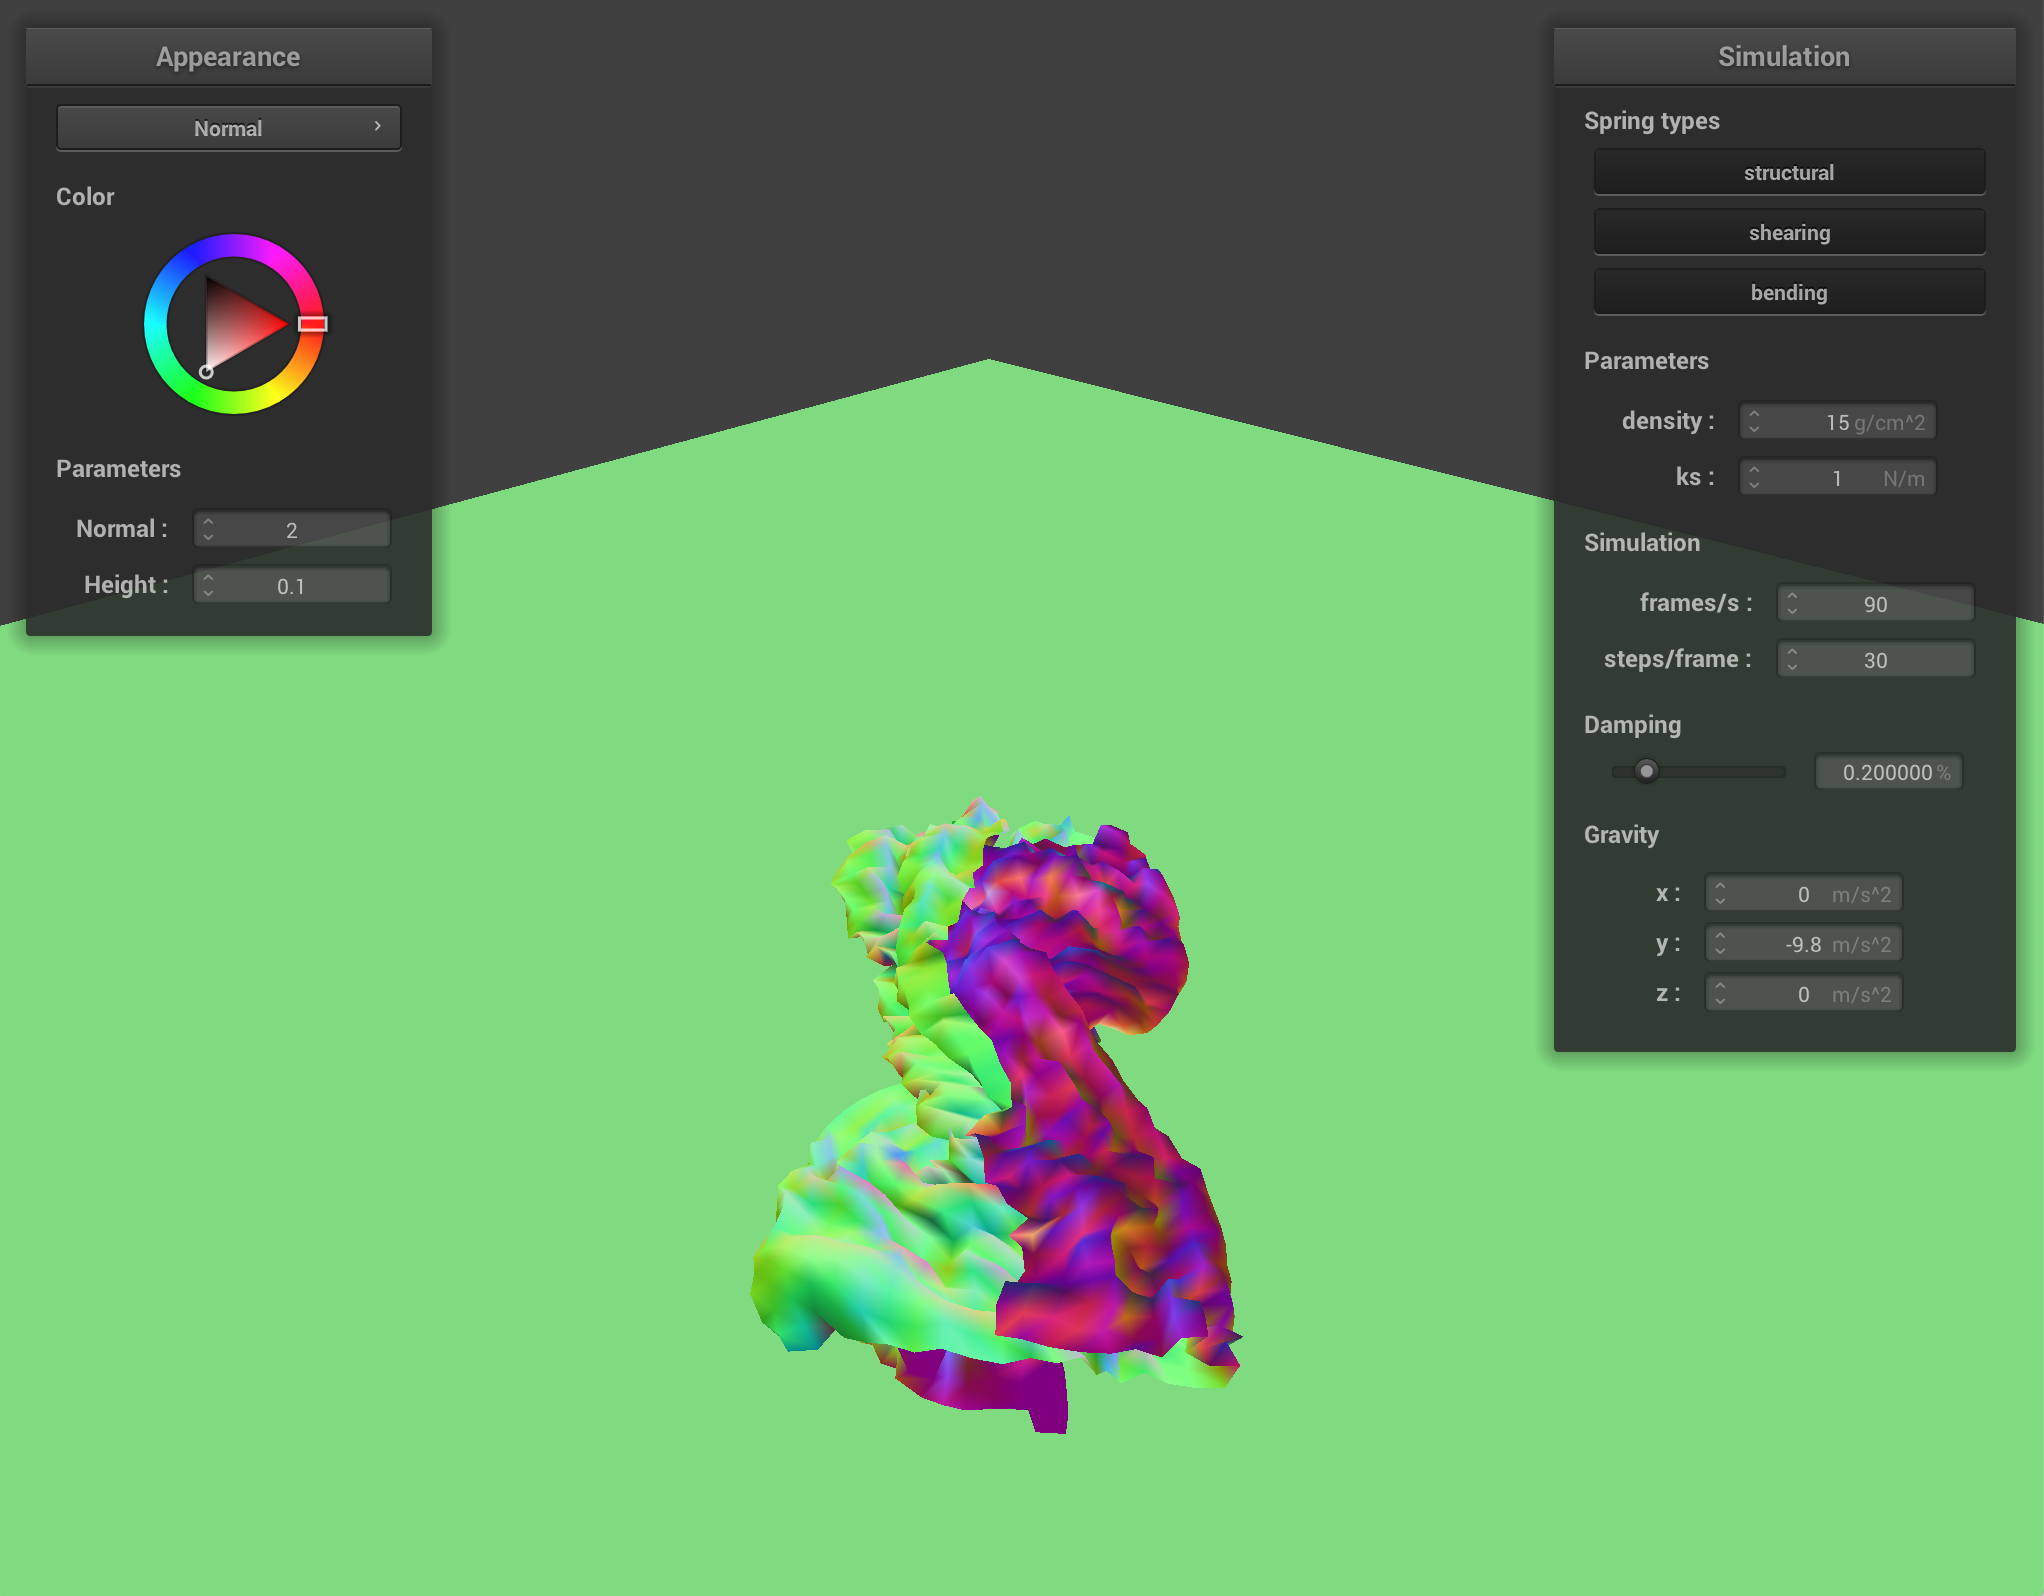 Appearance
Normal
Color
Parameters
Normal : 2
Height : 0.1
Simulation
Spring types
structural
shearing
bending
Parameters
density : 15 g/cm^2
ks : 1 N/m
Simulation
frames/s : 90
steps/frame : 30
Damping
0.200000 %
Gravity
x : 0 m/s^2
y : -9.8 m/s^2
z : 0 m/s^2